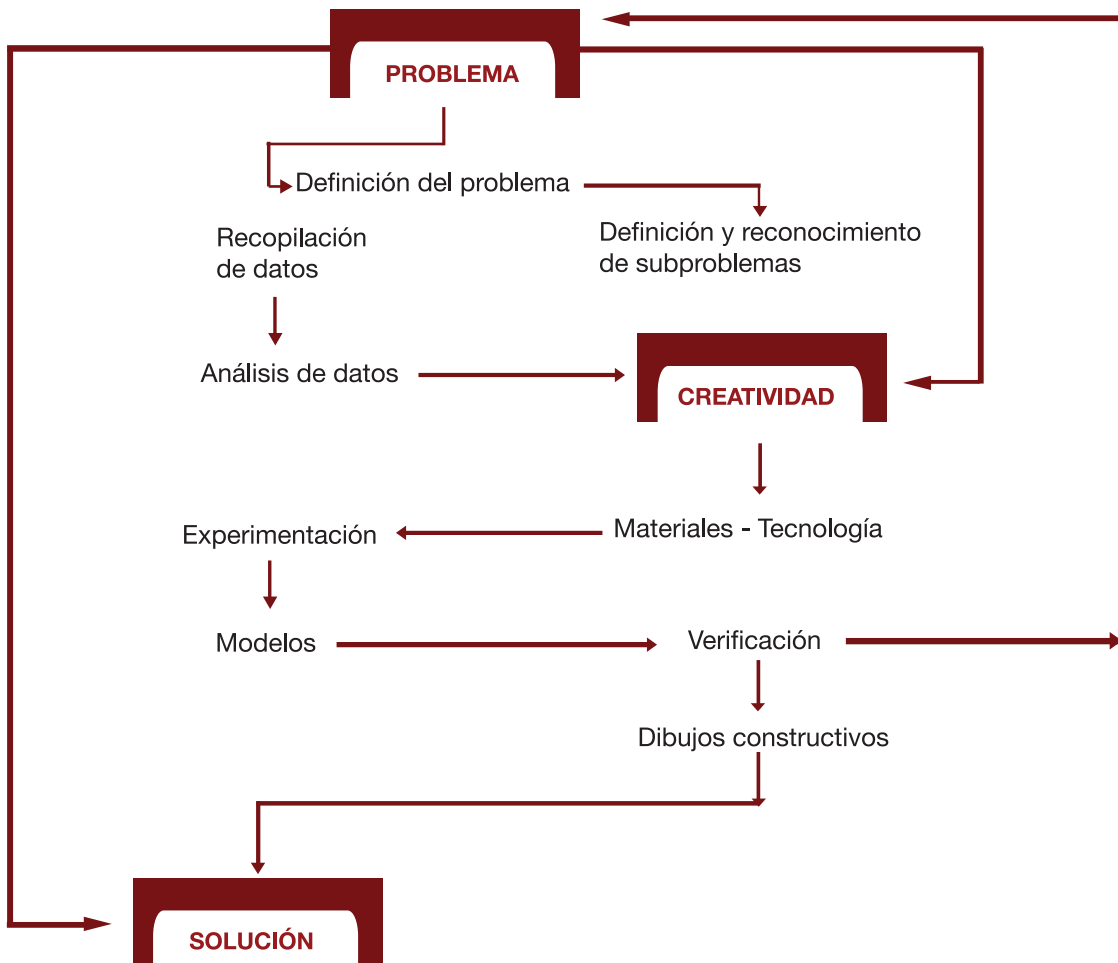 PROBLEMA
Definición del problema
Definición y reconocimiento
de subproblemas
Recopilación
de datos
Análisis de datos
CREATIVIDAD
Materiales - Tecnología
Experimentación
Modelos
Verificación
Dibujos constructivos
SOLUCIÓN